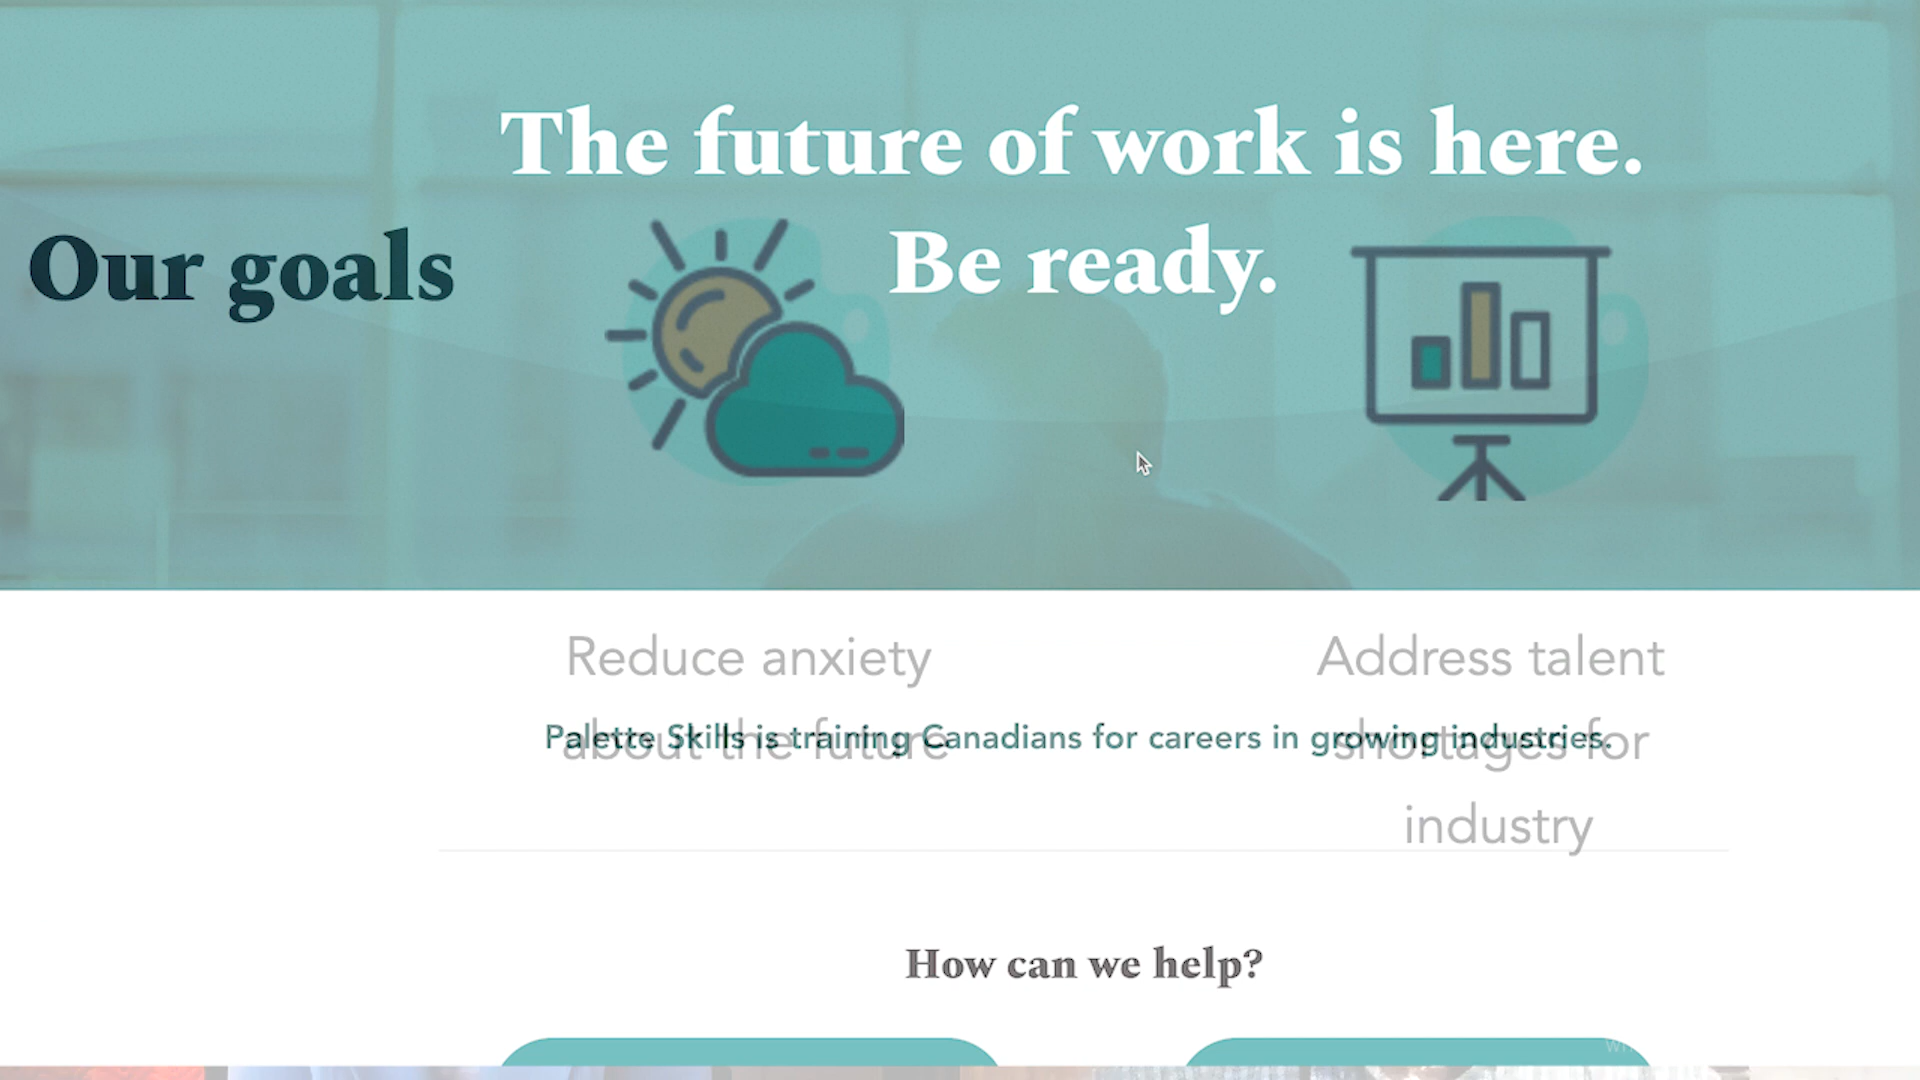 The future of work is here.
Be ready.
Our goals
Reduce anxiety
about the future
Address talent
shortages for
industry
Palette Skills is training Canadians for careers in growing industries.
How can we help?